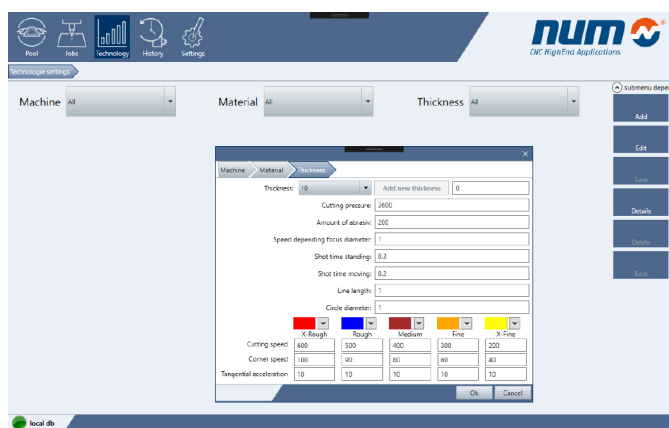 num
CNC HighEnd Applications
Pool Jobs Technology History Settings
Technologie settings
submenu depe
Machine All Material All Thickness All
Add
Edit
Save
Details
Delete
Back
Machine Material Thickness
Thickness: 10 Add new thickness 0
Cutting pressure: 3600
Amount of abrasiv: 200
Speed depending focus diameter: 1
Shot time standing: 0.3
Shot time moving: 0.2
Line length: 1
Circle diameter: 1
X-Rough Rough Medium Fine X-Fine
Cutting speed 600 500 400 300 200
Corner speed 100 90 80 60 40
Tangential acceleration 10 10 10 10 10
Ok Cancel
local db